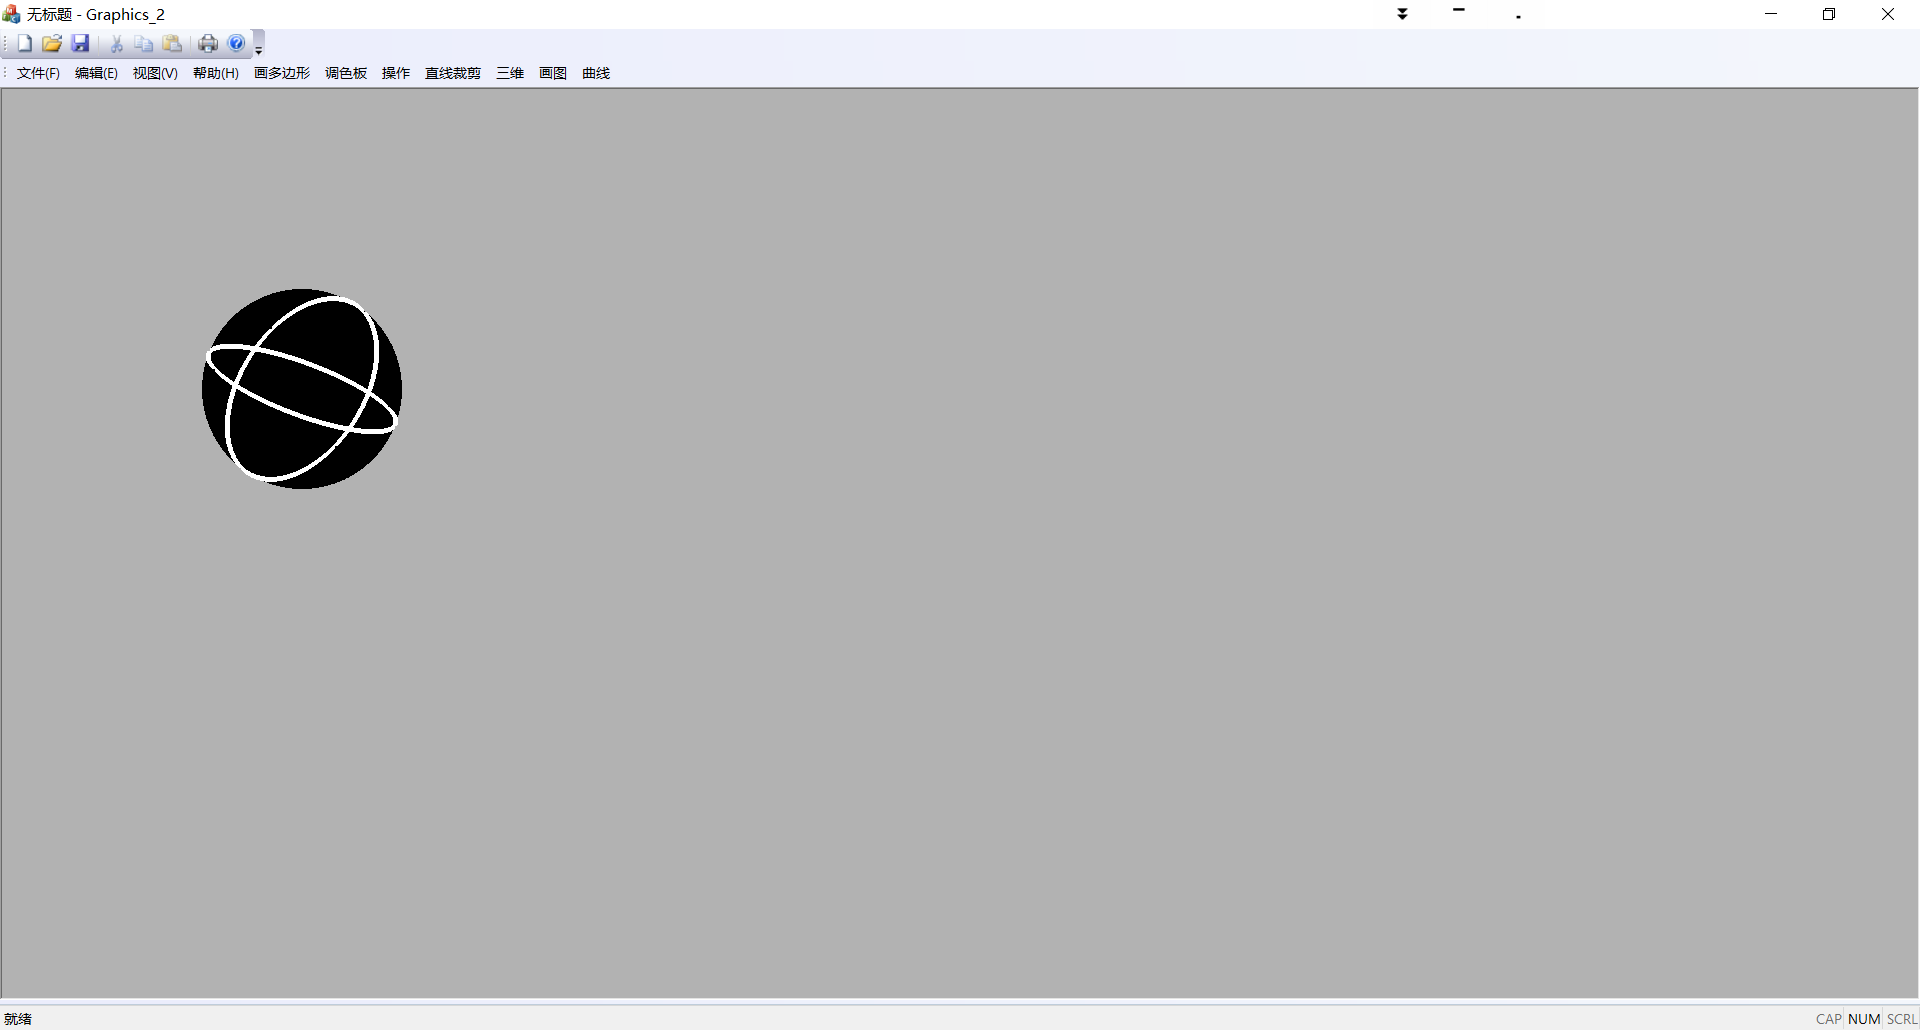 无标题 - Graphics_2
文件(F) 编辑(E) 视图(V) 帮助(H) 画多边形 调色板 操作 直线裁剪 三维 画图 曲线
就绪 CAP NUM SCRL